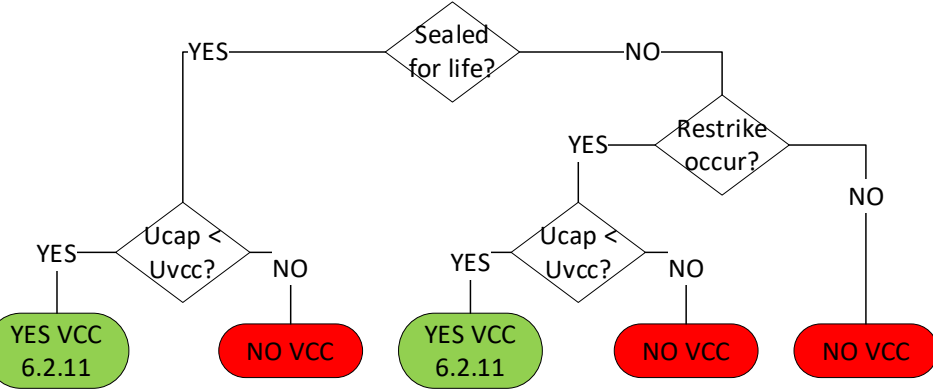 Sealed
for life?
YES
NO
Restrike
occur?
YES
NO
Ucap <
Uvcc?
YES
NO
Ucap <
Uvcc?
YES
NO
YES VCC
6.2.11
NO VCC
YES VCC
6.2.11
NO VCC
NO VCC